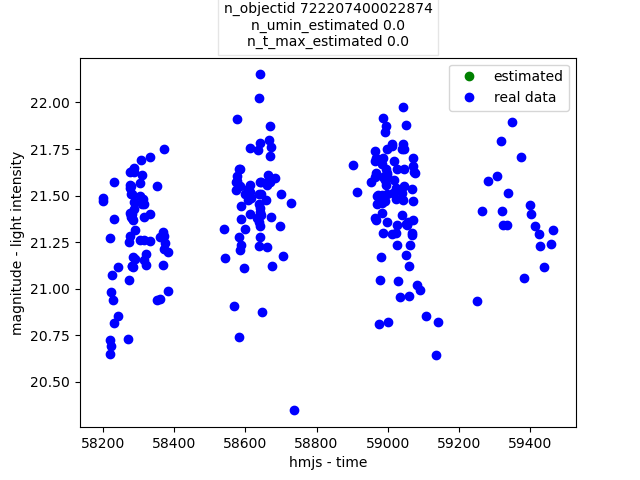 n_objectid 722207400022874
n_umin_estimated 0.0
n_t_max_estimated 0.0
estimated
real data
22.00
21.75
21.50
21.25
21.00
20.75
20.50
magnitude - light intensity
58200 58400 58600 58800 59000 59200 59400
hmjs - time